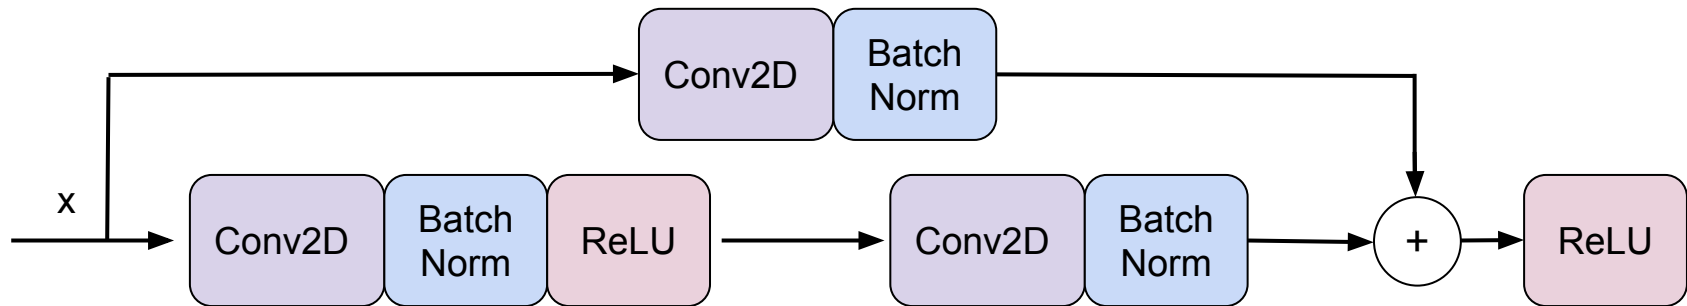 Conv2D
Batch
Norm
x
Conv2D
Batch
Norm
ReLU
Conv2D
Batch
Norm
+
ReLU